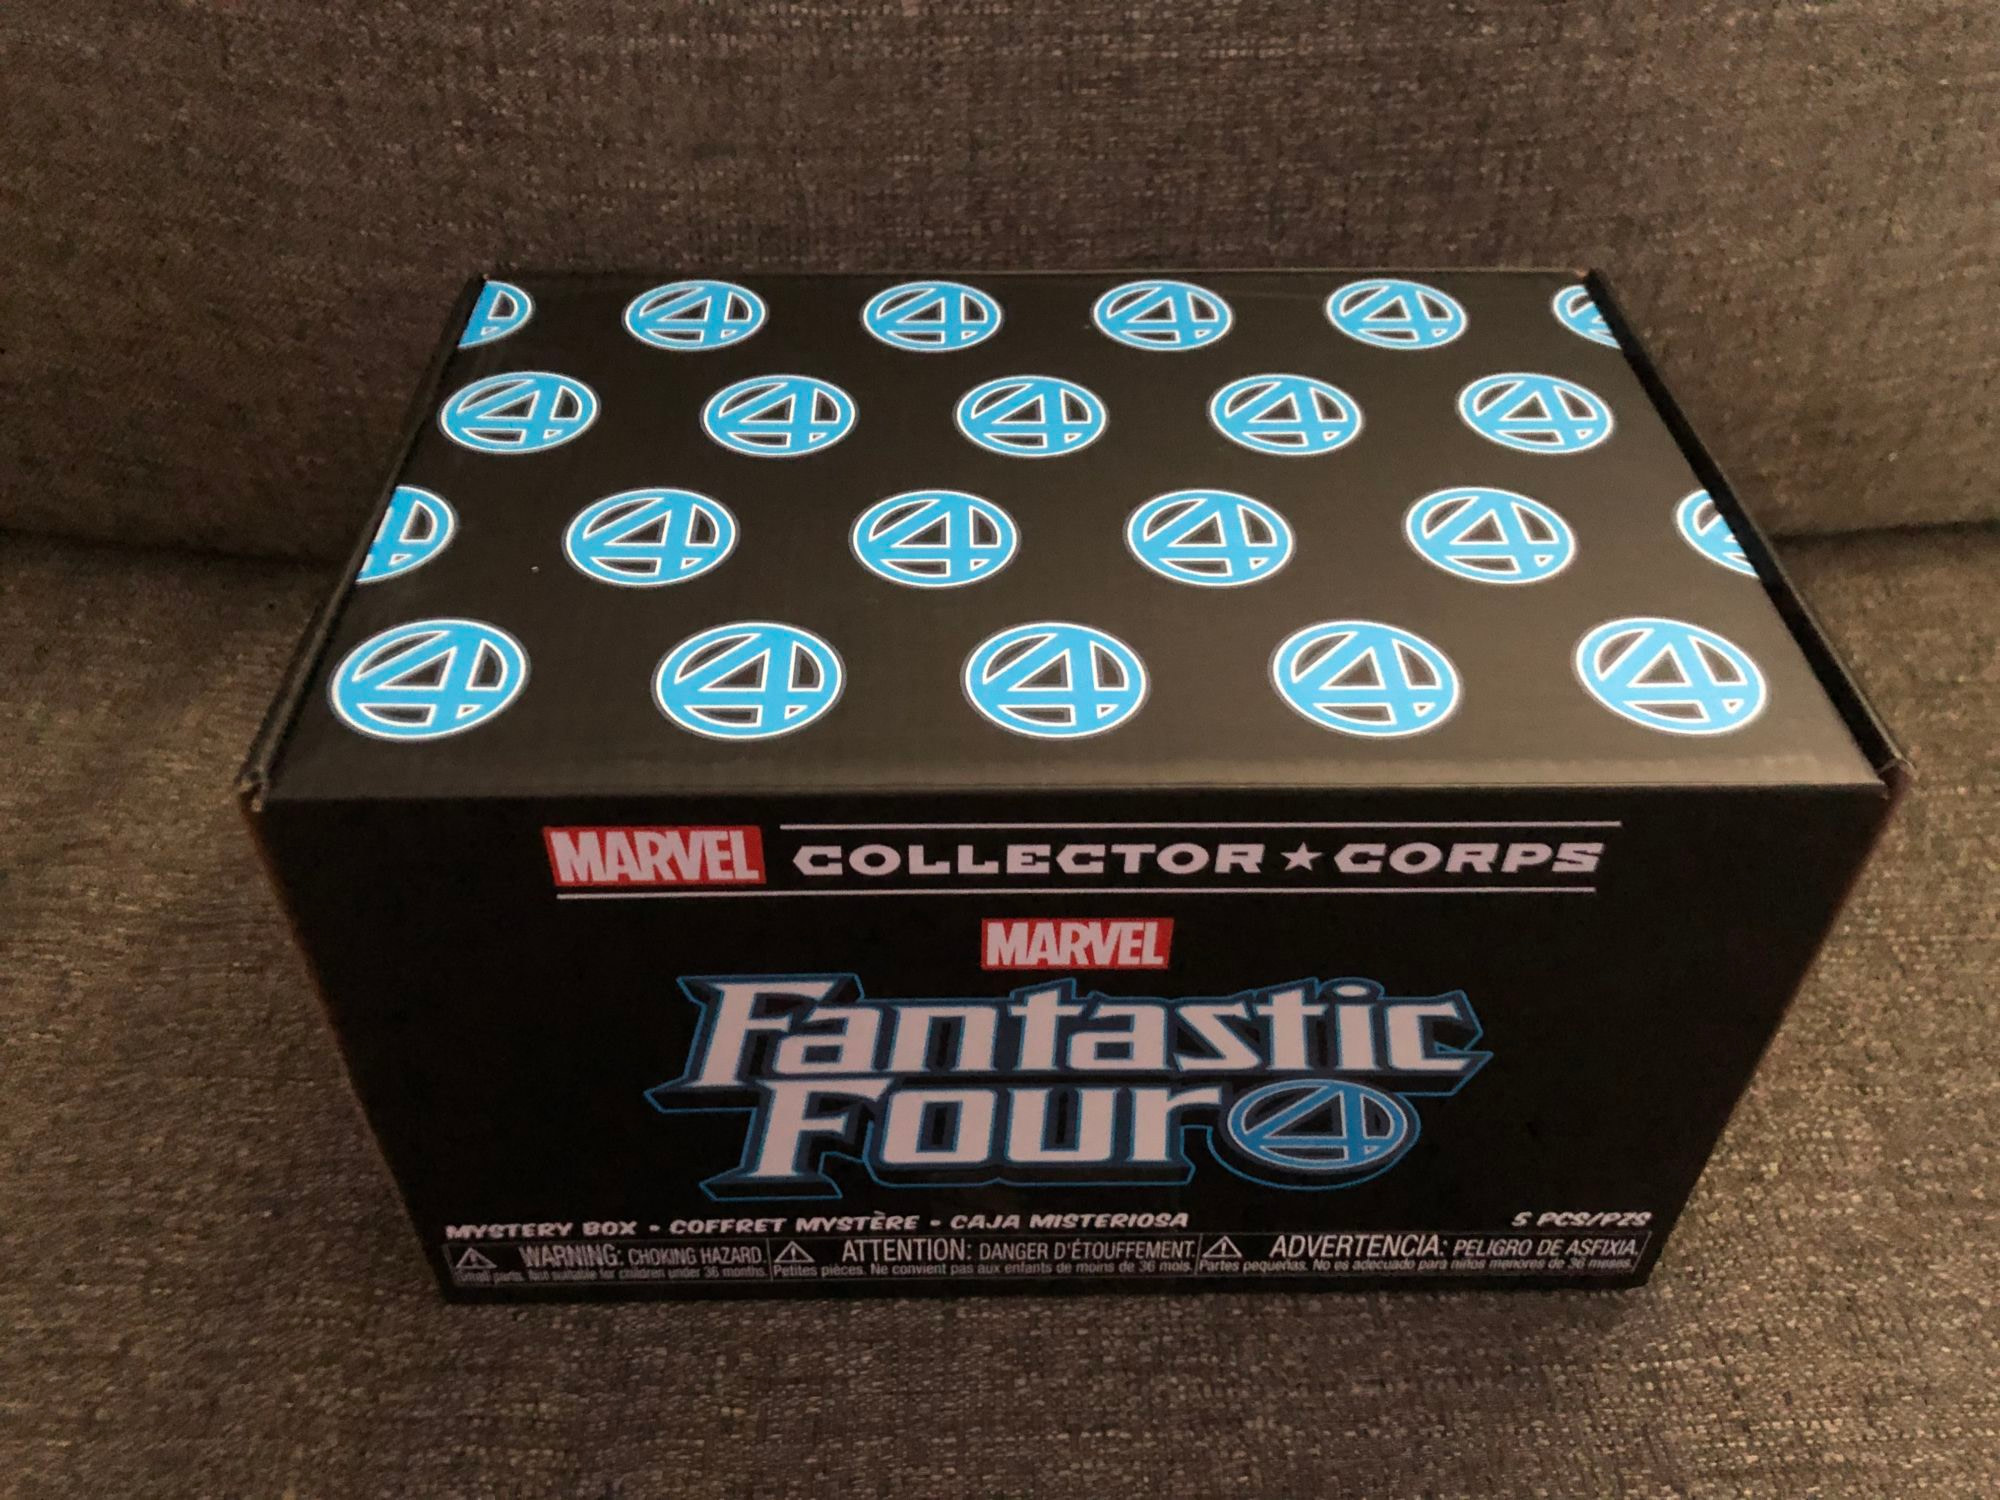 4 4 4 4 4 4
4 4 4 4 4
4 4 4 4 4 4
4 4 4 4 4
MARVEL COLLECTOR★CORPS
MARVEL
Fantastic
Four 4
MYSTERY BOX • COFFRET MYSTÈRE • CAJA MISTERIOSA 5 PCS/PZS
WARNING: CHOKING HAZARD. ATTENTION: DANGER D'ÉTOUFFEMENT. ADVERTENCIA: PELIGRO DE ASFIXIA.
Small parts. Not suitable for children under 36 months. Petites pièces. Ne convient pas aux enfants de moins de 36 mois. Partes pequeñas. No es adecuado para niños menores de 36 meses.